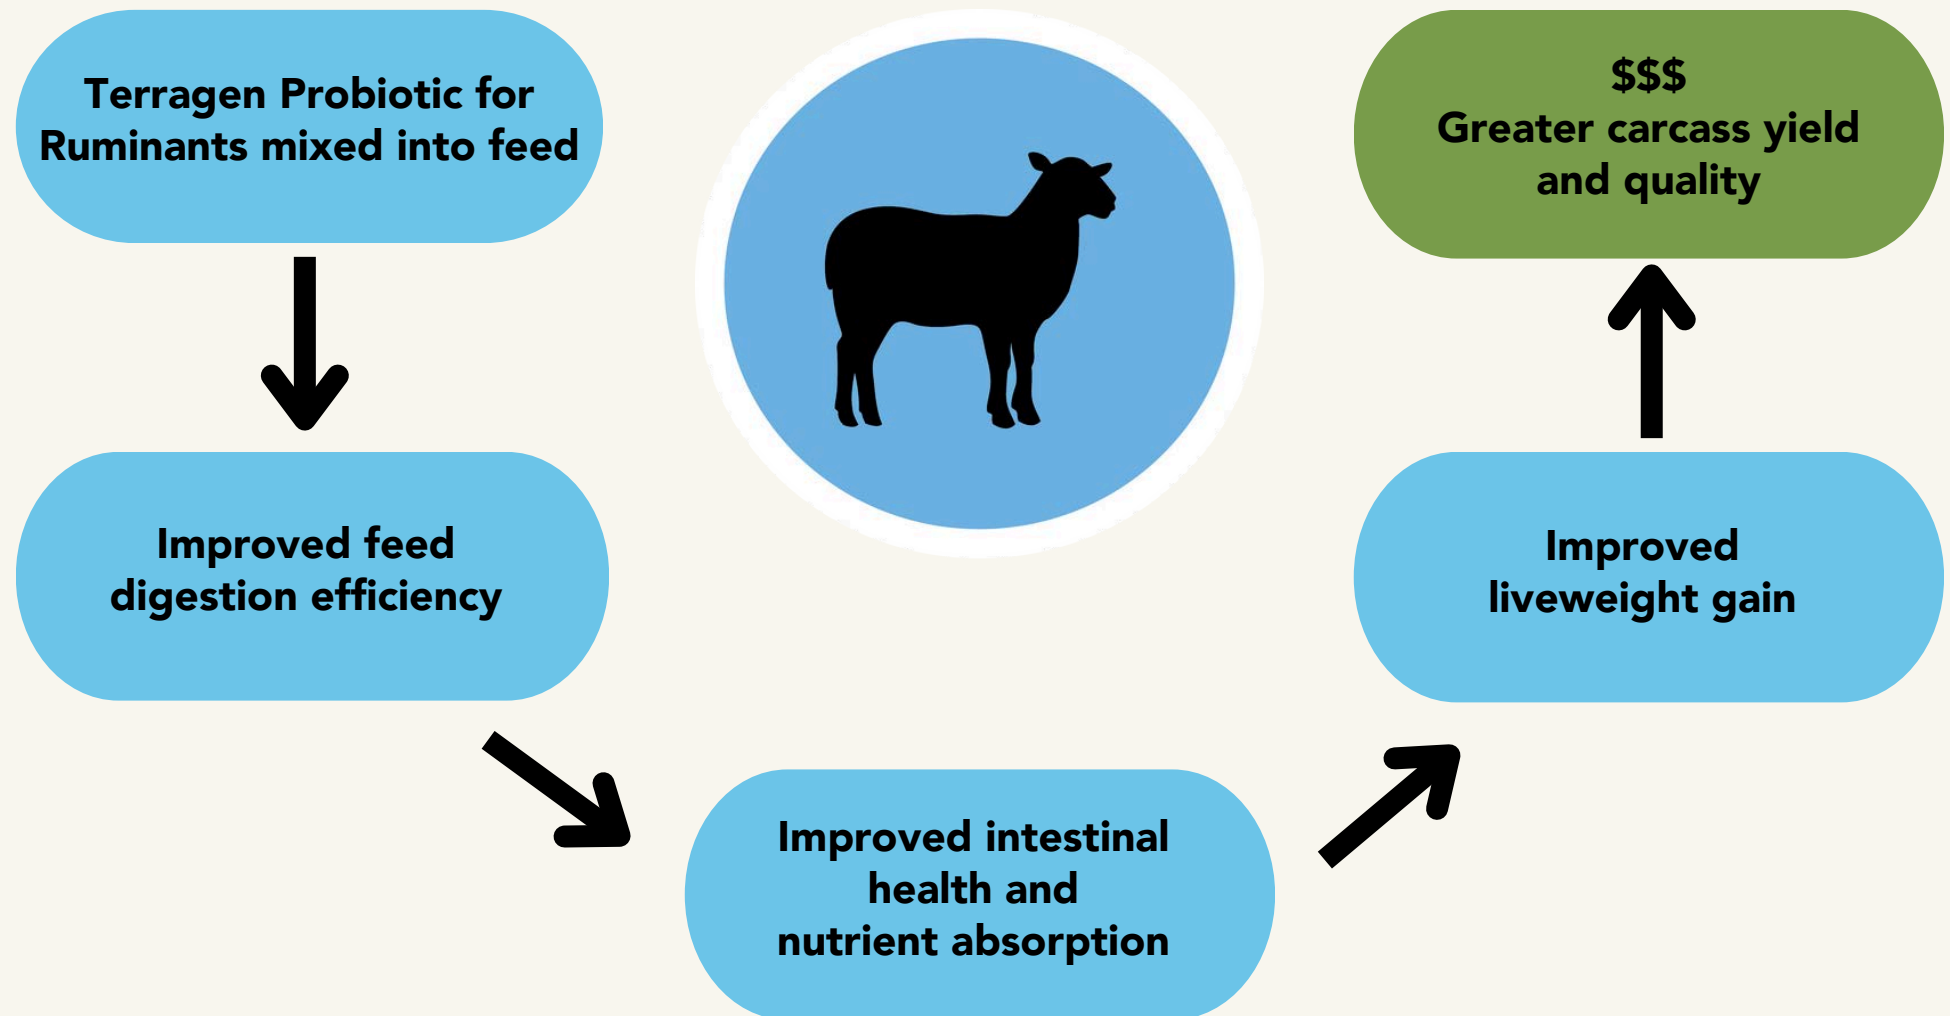 Terragen Probiotic for
Ruminants mixed into feed
Improved feed
digestion efficiency
Improved intestinal
health and
nutrient absorption
Improved
liveweight gain
$$$
Greater carcass yield
and quality